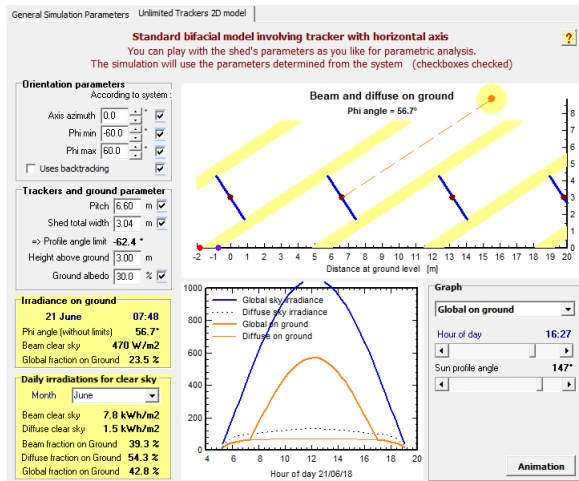 General Simulation Parameters Unlimited Trackers 2D model
Standard bifacial model involving tracker with horizontal axis
You can play with the shed's parameters as you like for parametric analysis.
The simulation will use the parameters determined from the system (checkboxes checked)
?
Orientation parameters
According to system :
Axis azimuth 0.0 °
Phi min -60.0 °
Phi max 60.0 °
Uses backtracking
Trackers and ground parameter
Pitch 6.60 m
Shed total width 3.04 m
=> Profile angle limit -62.4 °
Height above ground 3.00 m
Ground albedo 30.0 %
Irradiance on ground
21 June 07:48
Phi angle (without limits) 56.7°
Beam clear sky 470 W/m2
Global fraction on Ground 23.5 %
Daily irradiations for clear sky
Month June
Beam clear sky 7.8 kWh/m2
Diffuse clear sky 1.5 kWh/m2
Beam fraction on Ground 39.3 %
Diffuse fraction on Ground 54.3 %
Global fraction on Ground 42.8 %
Beam and diffuse on ground
Phi angle = 56.7°
8
7
6
5
4
3
2
1
0
-2 -1 0 1 2 3 4 5 6 7 8 9 10 11 12 13 14 15 16 17 18 19 20
Distance at ground level [m]
1000
800
600
400
200
0
Global sky irradiance
Diffuse sky irradiance
Global on ground
Diffuse on ground
4 6 8 10 12 14 16 18 20
Hour of day 21/06/18
Graph
Global on ground
Hour of day 16:27
Sun profile angle 147°
Animation